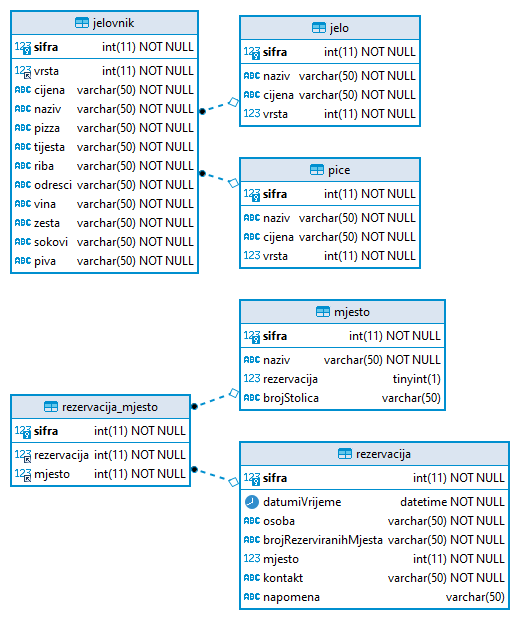 jelovnik
123 sifra int(11) NOT NULL
123 vrsta int(11) NOT NULL
ABC cijena varchar(50) NOT NULL
ABC naziv varchar(50) NOT NULL
ABC pizza varchar(50) NOT NULL
ABC tijesta varchar(50) NOT NULL
ABC riba varchar(50) NOT NULL
ABC odresci varchar(50) NOT NULL
ABC vina varchar(50) NOT NULL
ABC zesta varchar(50) NOT NULL
ABC sokovi varchar(50) NOT NULL
ABC piva varchar(50) NOT NULL
jelo
123 sifra int(11) NOT NULL
ABC naziv varchar(50) NOT NULL
ABC cijena varchar(50) NOT NULL
123 vrsta int(11) NOT NULL
pice
123 sifra int(11) NOT NULL
ABC naziv varchar(50) NOT NULL
ABC cijena varchar(50) NOT NULL
123 vrsta int(11) NOT NULL
mjesto
123 sifra int(11) NOT NULL
ABC naziv varchar(50) NOT NULL
123 rezervacija tinyint(1)
ABC brojStolica varchar(50)
rezervacija_mjesto
123 sifra int(11) NOT NULL
123 rezervacija int(11) NOT NULL
123 mjesto int(11) NOT NULL
rezervacija
123 sifra int(11) NOT NULL
datumiVrijeme datetime NOT NULL
ABC osoba varchar(50) NOT NULL
ABC brojRezerviranihMjesta varchar(50) NOT NULL
123 mjesto int(11) NOT NULL
ABC kontakt varchar(50) NOT NULL
ABC napomena varchar(50)